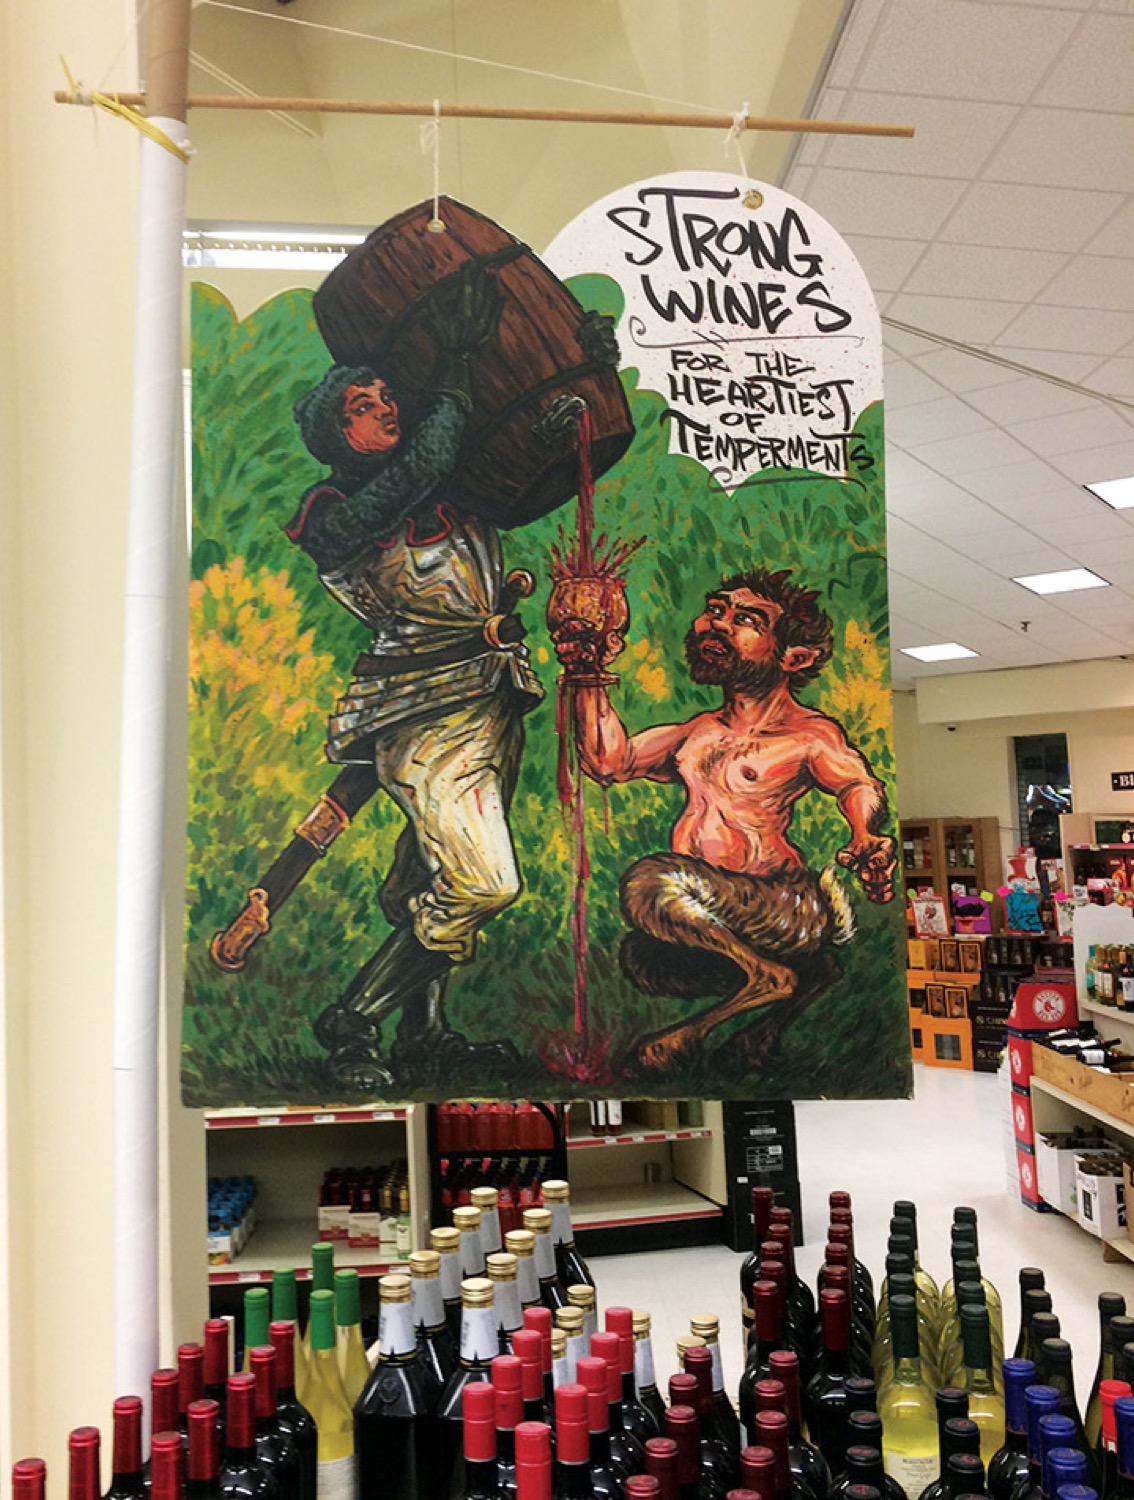 STRONG
WINES
FOR THE
HEARTIEST
OF
TEMPERMENTS